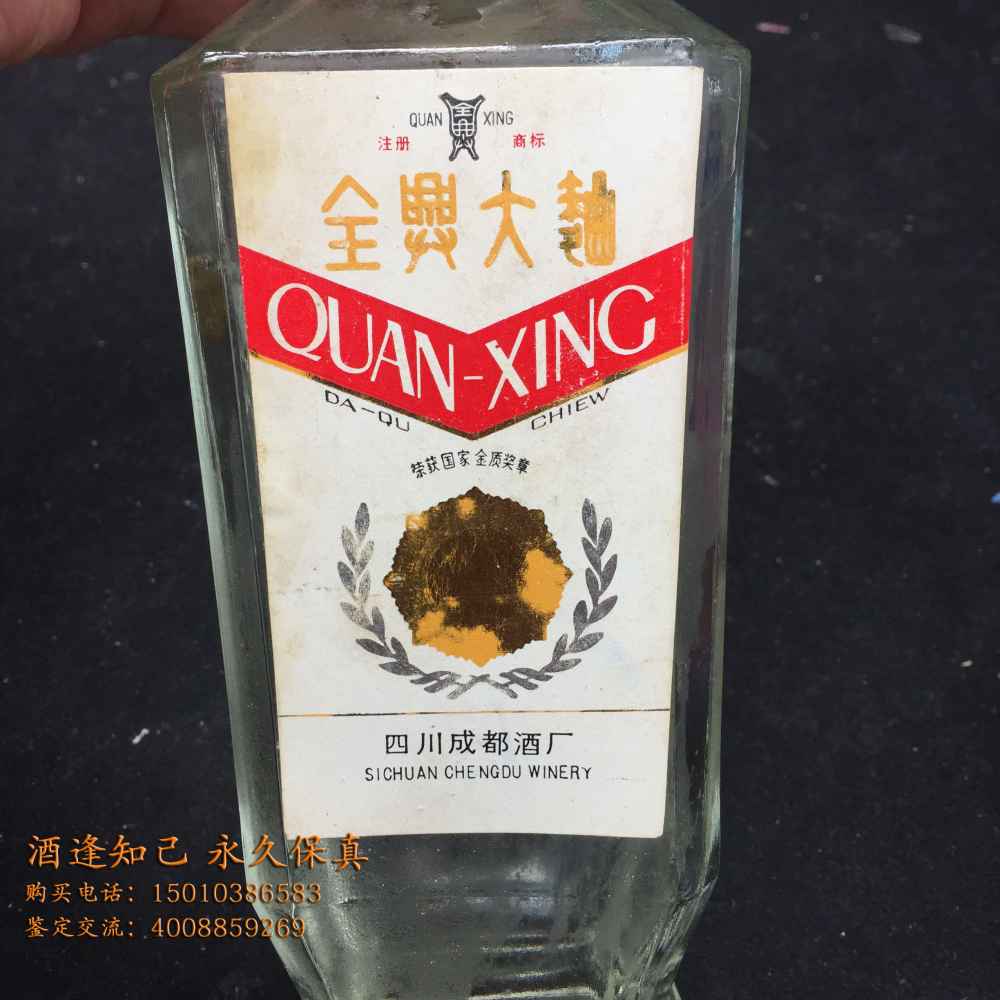 QUAN 全興 XING
注册 商标
全興大麯
QUAN-XING
DA-QU CHIEW
荣获国家金质奖章
四川成都酒厂
SICHUAN CHENGDU WINERY
酒逢知己 永久保真
购买电话：15010386583
鉴定交流：4008859269